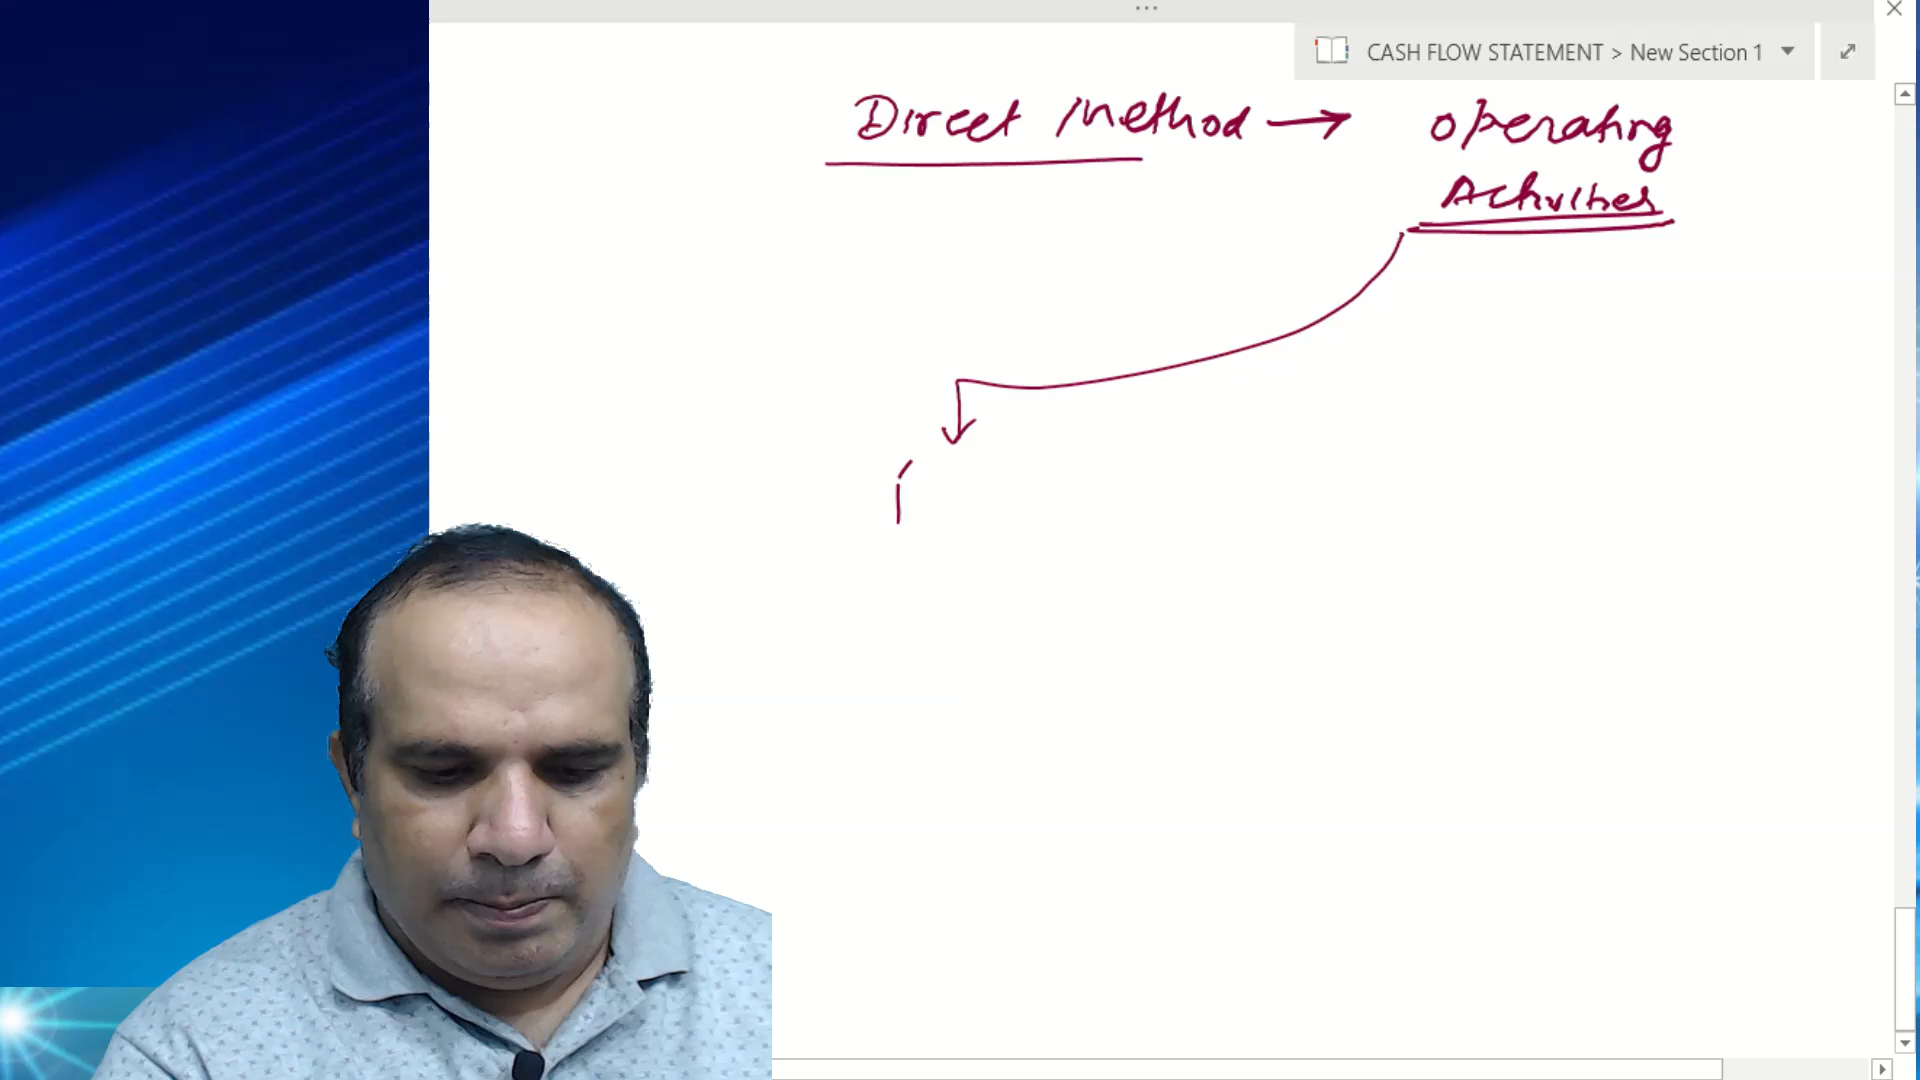 CASH FLOW STATEMENT > New Section 1
Direct Method → operating
Activities